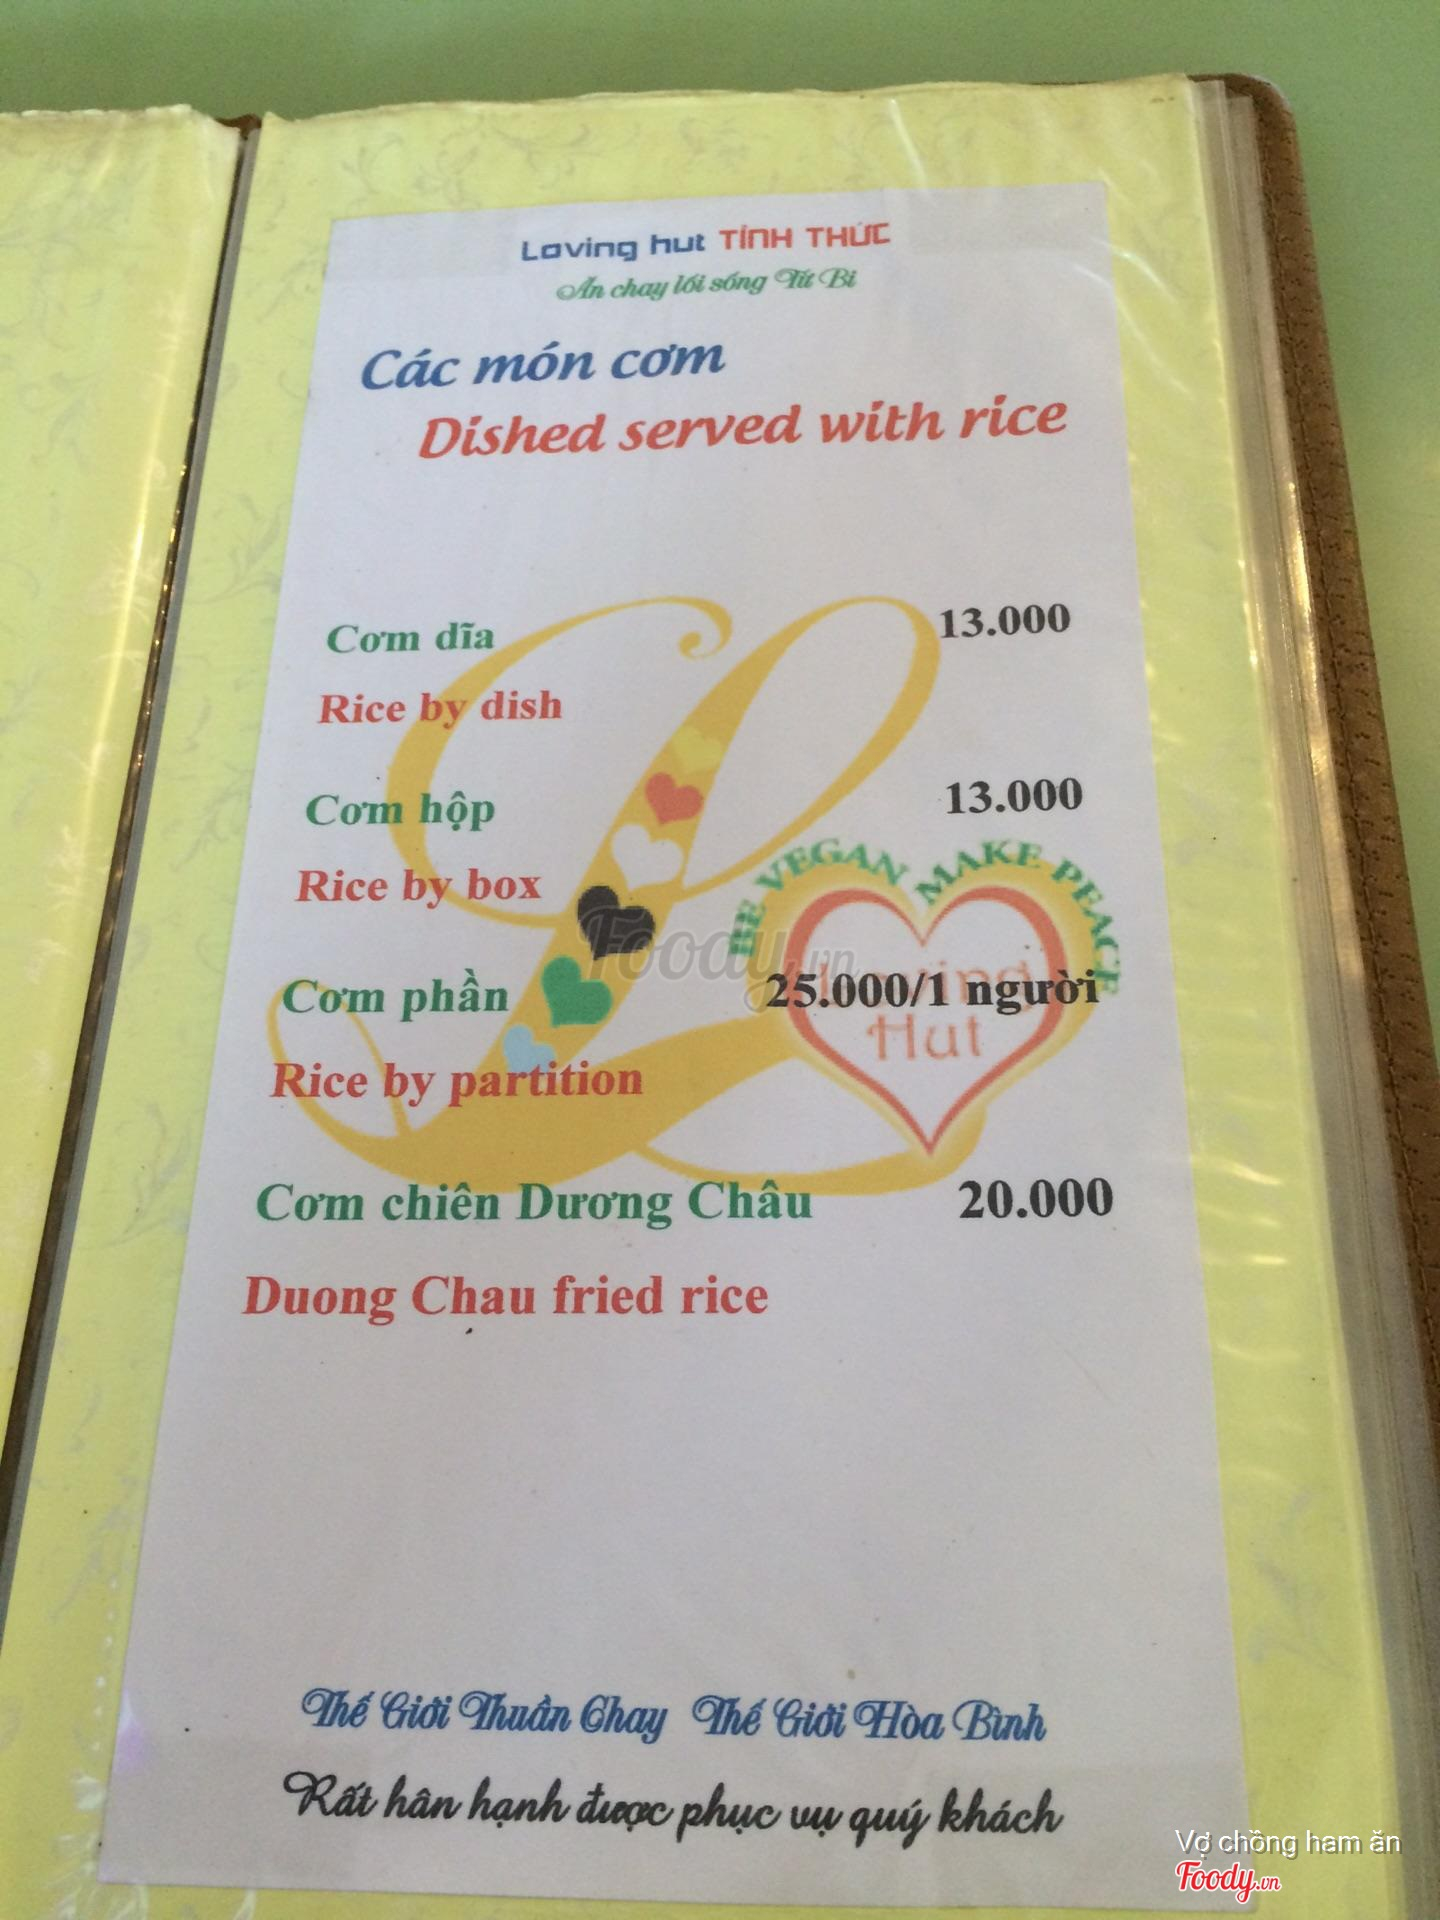 Loving hut TỈNH THỨC
Ăn chay lối sống Từ Bi
Các món cơm
Dished served with rice
Cơm dĩa 13.000
Rice by dish
Cơm hộp 13.000
Rice by box
BE VEGAN MAKE PEACE
Loving
Hut
Cơm phần 25.000/1 người
Rice by partition
Cơm chiên Dương Châu 20.000
Duong Chau fried rice
Thế Giới Thuần Chay Thế Giới Hòa Bình
Rất hân hạnh được phục vụ quý khách
Foody.vn
Vợ chồng ham ăn
Foody.vn